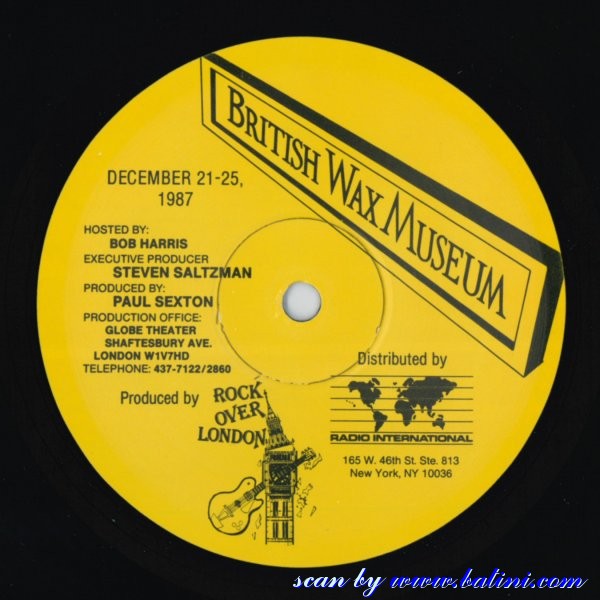 BRITISH WAX MUSEUM
DECEMBER 21-25,
1987
HOSTED BY:
BOB HARRIS
EXECUTIVE PRODUCER
STEVEN SALTZMAN
PRODUCED BY:
PAUL SEXTON
PRODUCTION OFFICE:
GLOBE THEATER
SHAFTESBURY AVE.
LONDON W1V7HD
TELEPHONE: 437-7122/2860
Produced by
ROCK
OVER
LONDON
Distributed by
RADIO INTERNATIONAL
165 W. 46th St. Ste. 813
New York, NY 10036
scan by www.balini.com